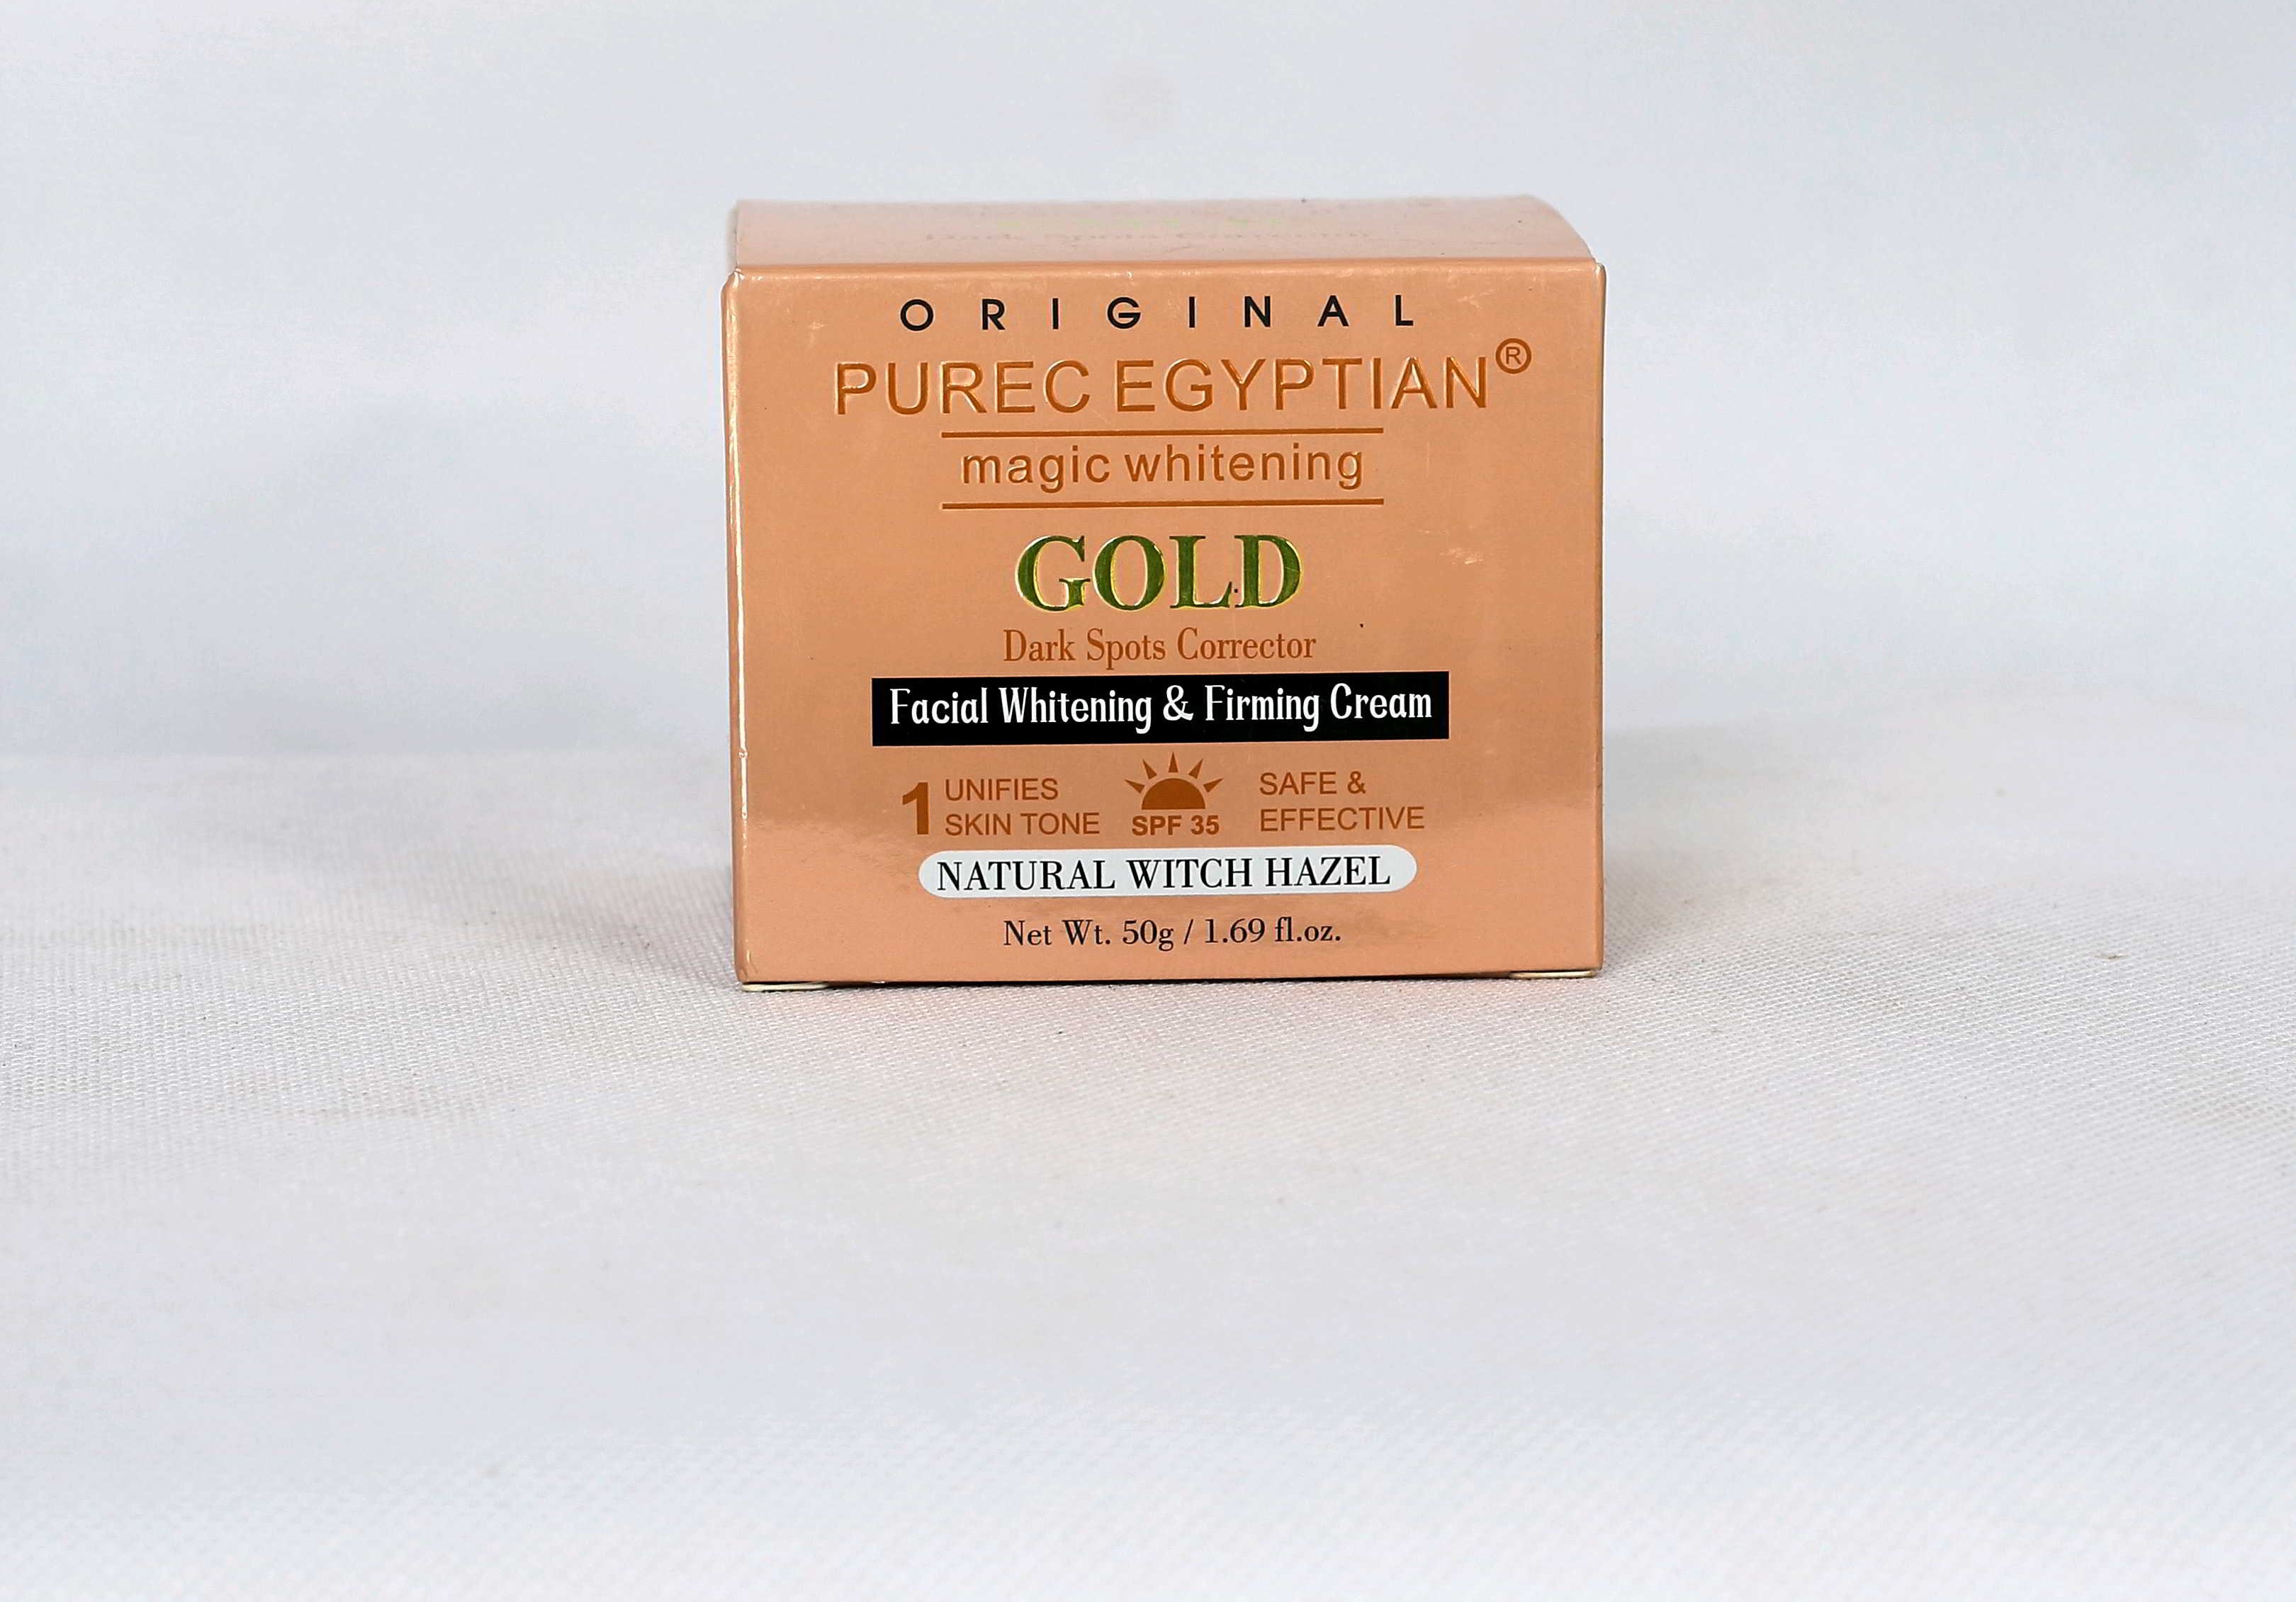 ORIGINAL
PUREC EGYPTIAN®
magic whitening
GOLD
Dark Spots Corrector
Facial Whitening & Firming Cream
1 UNIFIES SKIN TONE
SPF 35
SAFE & EFFECTIVE
NATURAL WITCH HAZEL
Net Wt. 50g / 1.69 fl.oz.